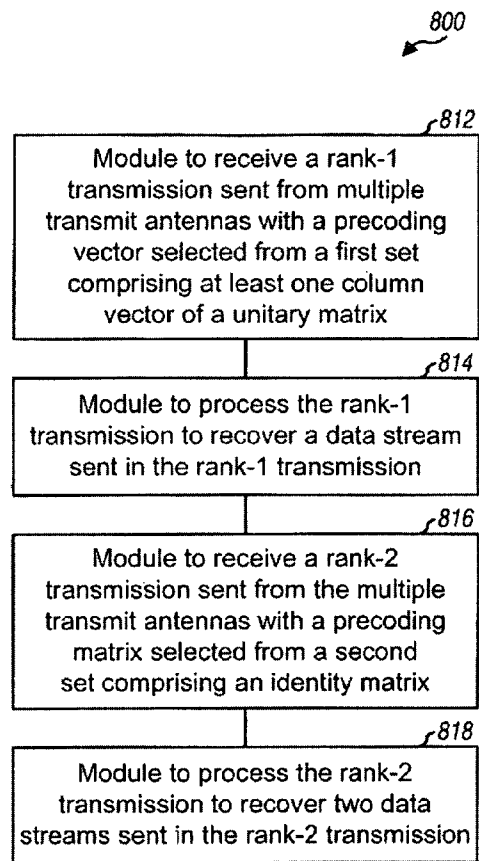 800
812
Module to receive a rank-1
transmission sent from multiple
transmit antennas with a precoding
vector selected from a first set
comprising at least one column
vector of a unitary matrix
814
Module to process the rank-1
transmission to recover a data stream
sent in the rank-1 transmission
816
Module to receive a rank-2
transmission sent from the multiple
transmit antennas with a precoding
matrix selected from a second
set comprising an identity matrix
818
Module to process the rank-2
transmission to recover two data
streams sent in the rank-2 transmission